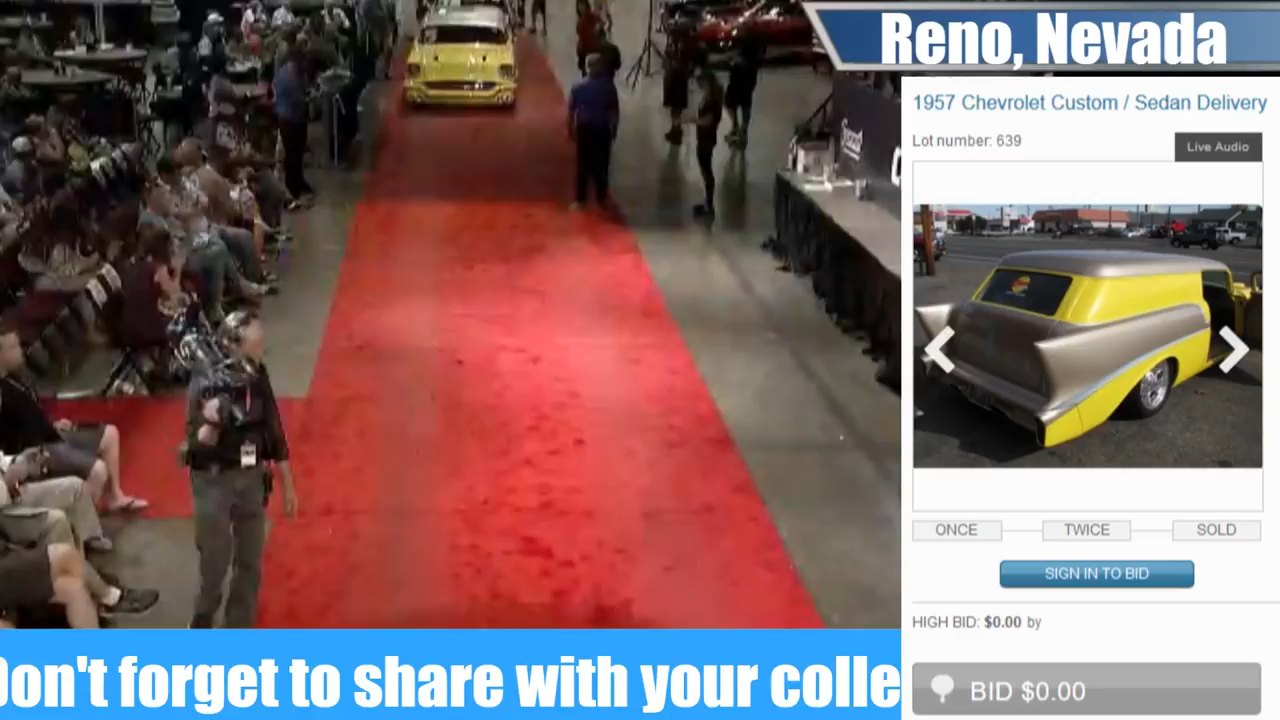 Reno, Nevada
1957 Chevrolet Custom / Sedan Delivery
Lot number: 639
Live Audio
ONCE
TWICE
SOLD
SIGN IN TO BID
HIGH BID: $0.00 by
BID $0.00
Don't forget to share with your colle